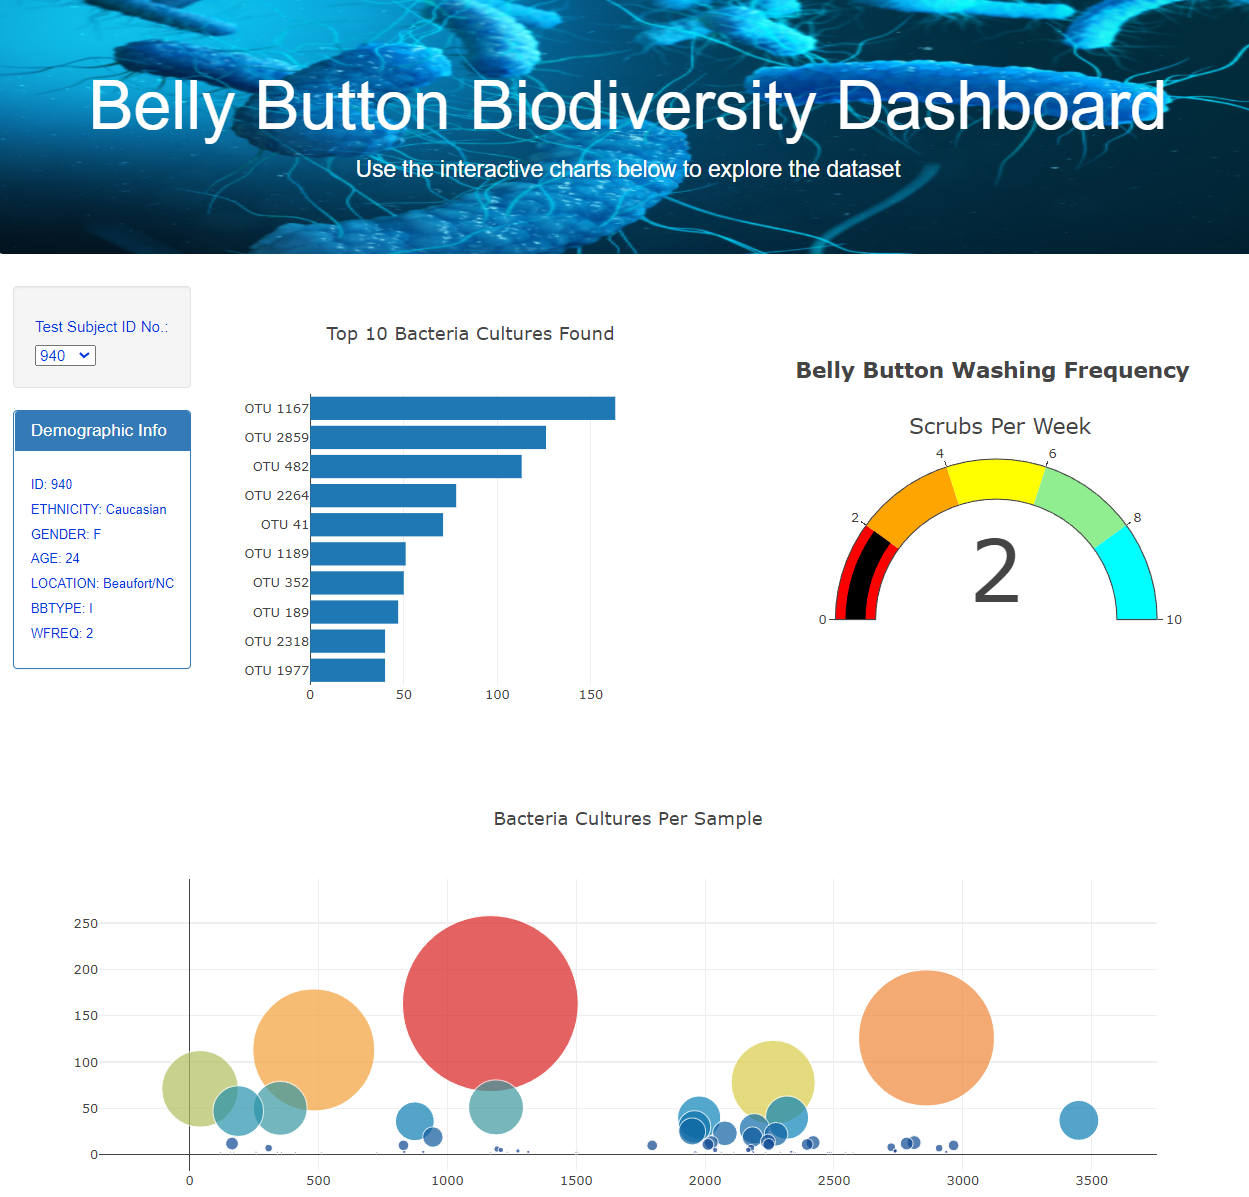 Belly Button Biodiversity Dashboard
Use the interactive charts below to explore the dataset
Test Subject ID No.:
940
Demographic Info
ID: 940
ETHNICITY: Caucasian
GENDER: F
AGE: 24
LOCATION: Beaufort/NC
BBTYPE: I
WFREQ: 2
Top 10 Bacteria Cultures Found
OTU 1167
OTU 2859
OTU 482
OTU 2264
OTU 41
OTU 1189
OTU 352
OTU 189
OTU 2318
OTU 1977
0 50 100 150
Belly Button Washing Frequency
Scrubs Per Week
4 6
2 8
2
0 10
Bacteria Cultures Per Sample
250
200
150
100
50
0
0 500 1000 1500 2000 2500 3000 3500